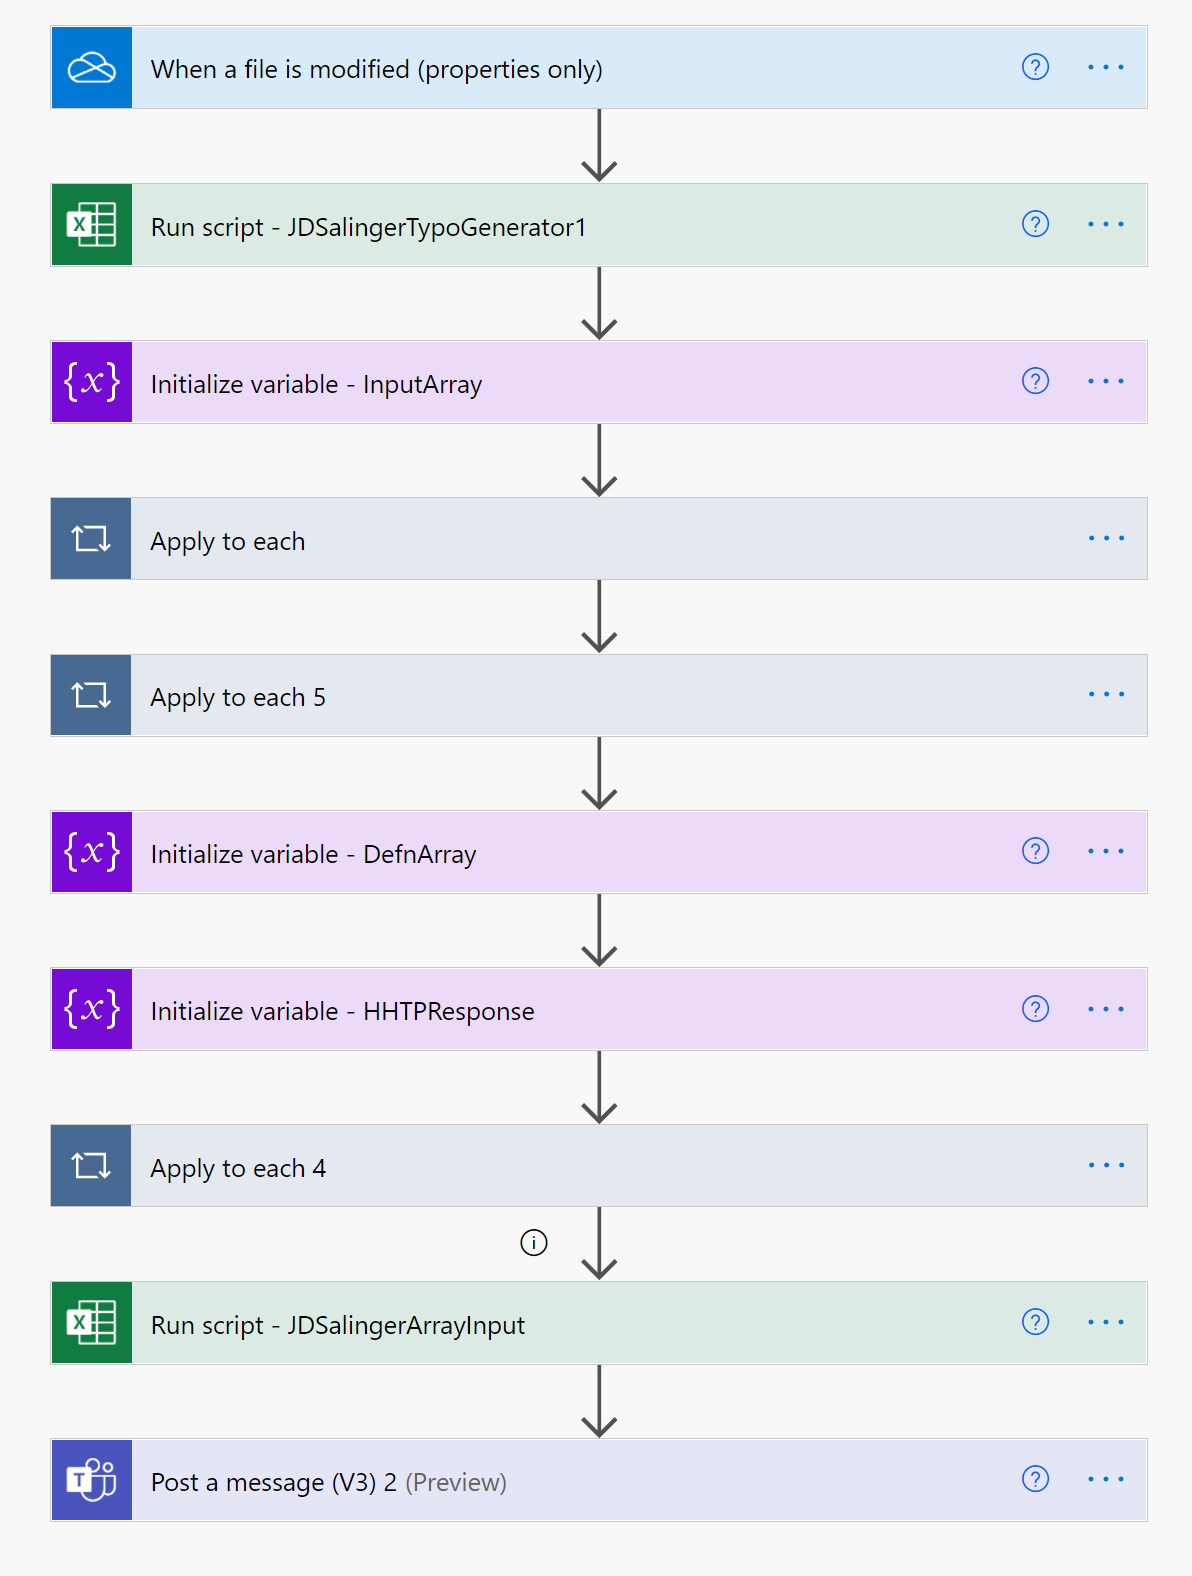 When a file is modified (properties only)
Run script - JDSalingerTypoGenerator1
Initialize variable - InputArray
Apply to each
Apply to each 5
Initialize variable - DefnArray
Initialize variable - HHTPResponse
Apply to each 4
Run script - JDSalingerArrayInput
Post a message (V3) 2 (Preview)